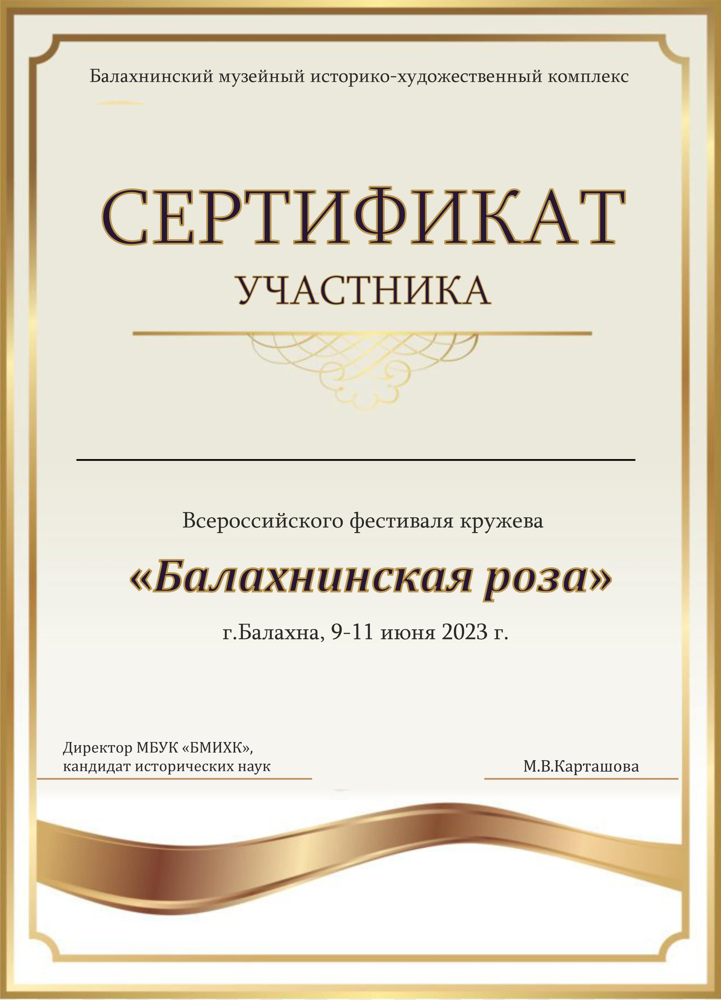 Балахнинский музейный историко-художественный комплекс
СЕРТИФИКАТ
УЧАСТНИКА
Всероссийского фестиваля кружева
«Балахнинская роза»
г.Балахна, 9-11 июня 2023 г.
Директор МБУК «БМИХК»,
кандидат исторических наук
М.В.Карташова